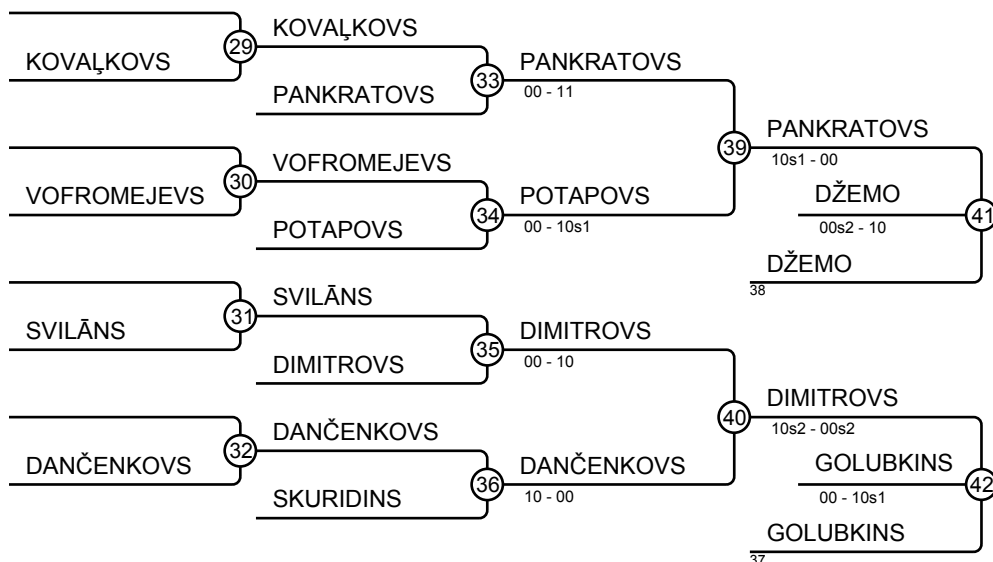 KOVAĻKOVS
29
KOVAĻKOVS
PANKRATOVS
33
PANKRATOVS
00 - 11
VOFROMEJEVS
30
VOFROMEJEVS
POTAPOVS
34
POTAPOVS
00 - 10s1
39
PANKRATOVS
10s1 - 00
DŽEMO
00s2 - 10
41
DŽEMO
38
SVILĀNS
31
SVILĀNS
DIMITROVS
35
DIMITROVS
00 - 10
DANČENKOVS
32
DANČENKOVS
SKURIDINS
36
DANČENKOVS
10 - 00
40
DIMITROVS
10s2 - 00s2
GOLUBKINS
00 - 10s1
42
GOLUBKINS
37